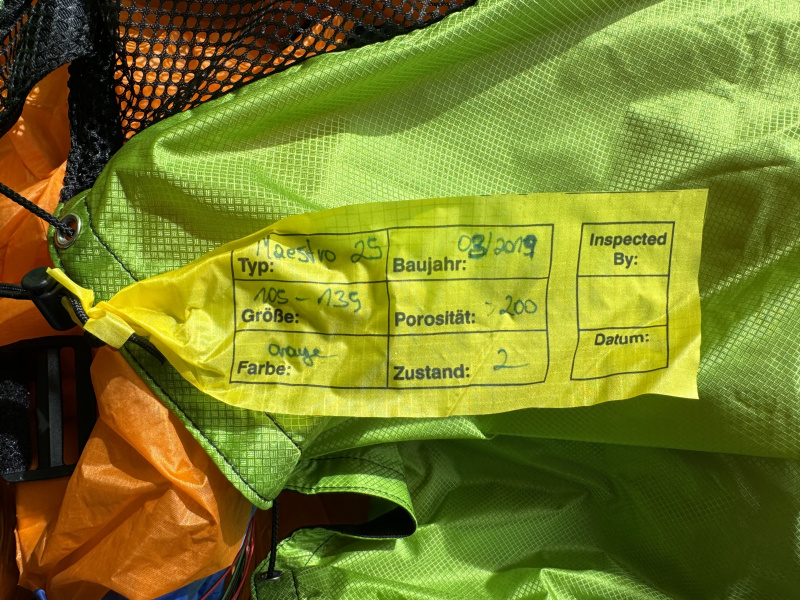 Typ: Maestro 25
Größe: 105 - 135
Farbe: Orange
Baujahr: 03/2019
Porosität: 200
Zustand: 2
Inspected
By:
Datum: